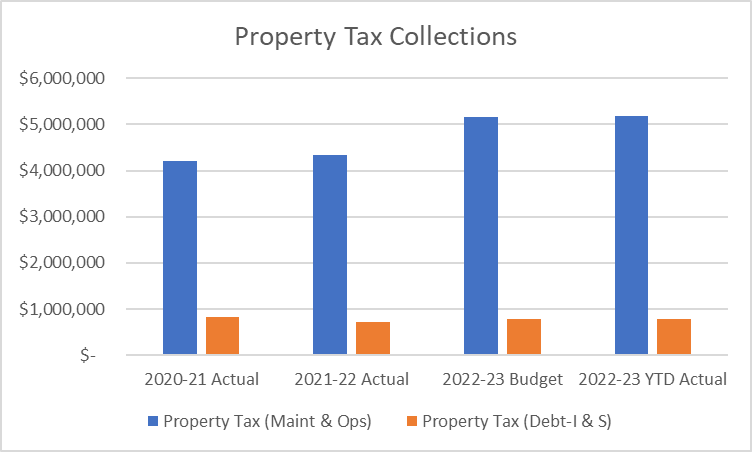 Property Tax Collections
$6,000,000
$5,000,000
$4,000,000
$3,000,000
$2,000,000
$1,000,000
$-
2020-21 Actual 2021-22 Actual 2022-23 Budget 2022-23 YTD Actual
Property Tax (Maint & Ops) Property Tax (Debt-I & S)